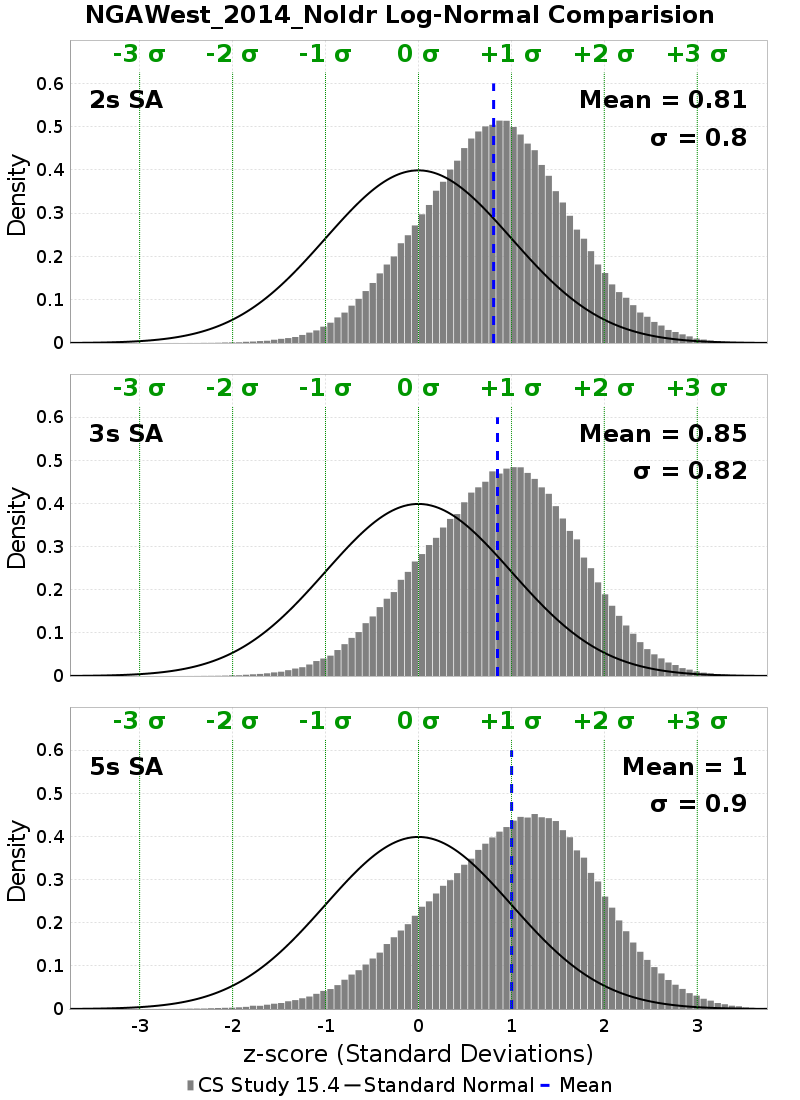 NGAWest_2014_NoIdr Log-Normal Comparision
-3 σ -2 σ -1 σ 0 σ +1 σ +2 σ +3 σ
0.6
2s SA Mean = 0.81
0.5
σ = 0.8
0.4
0.3
0.2
0.1
0
Density
-3 σ -2 σ -1 σ 0 σ +1 σ +2 σ +3 σ
0.6
3s SA Mean = 0.85
0.5
σ = 0.82
0.4
0.3
0.2
0.1
0
Density
-3 σ -2 σ -1 σ 0 σ +1 σ +2 σ +3 σ
0.6
5s SA Mean = 1
0.5
σ = 0.9
0.4
0.3
0.2
0.1
0
Density
-3 -2 -1 0 1 2 3
z-score (Standard Deviations)
CS Study 15.4 Standard Normal Mean